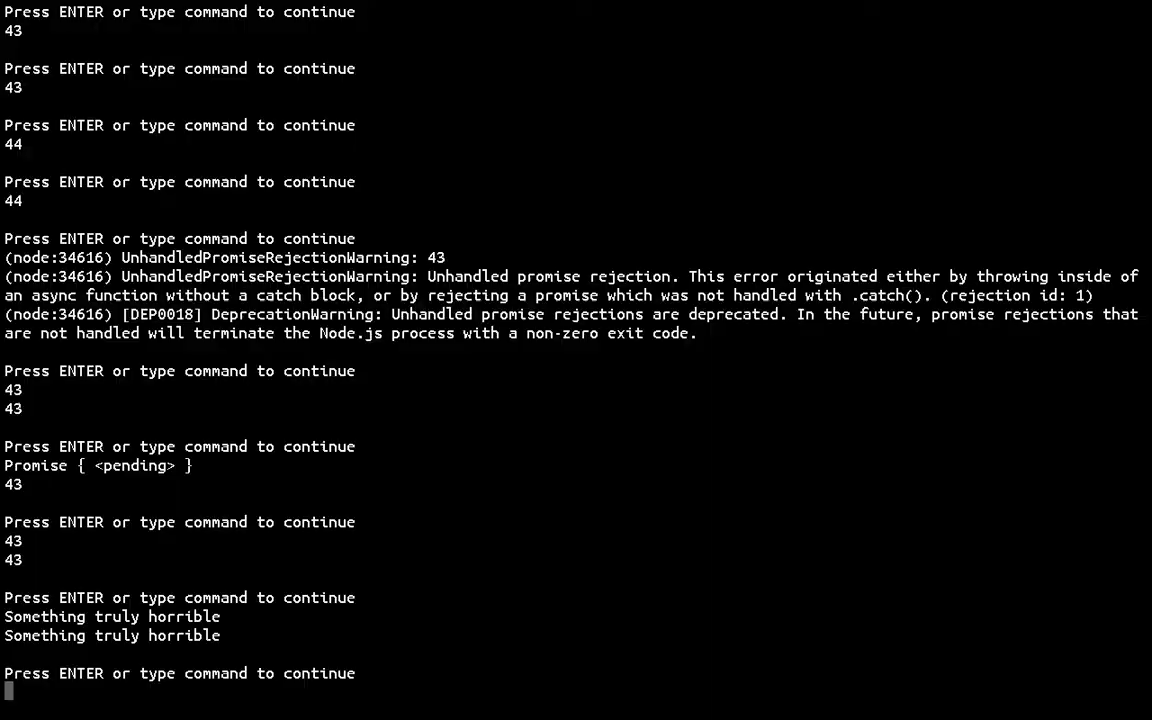 Press ENTER or type command to continue
43
Press ENTER or type command to continue
43
Press ENTER or type command to continue
44
Press ENTER or type command to continue
44
Press ENTER or type command to continue
(node:34616) UnhandledPromiseRejectionWarning: 43
(node:34616) UnhandledPromiseRejectionWarning: Unhandled promise rejection. This error originated either by throwing inside of
an async function without a catch block, or by rejecting a promise which was not handled with .catch(). (rejection id: 1)
(node:34616) [DEP0018] DeprecationWarning: Unhandled promise rejections are deprecated. In the future, promise rejections that
are not handled will terminate the Node.js process with a non-zero exit code.
Press ENTER or type command to continue
43
43
Press ENTER or type command to continue
Promise { <pending> }
43
Press ENTER or type command to continue
43
43
Press ENTER or type command to continue
Something truly horrible
Something truly horrible
Press ENTER or type command to continue